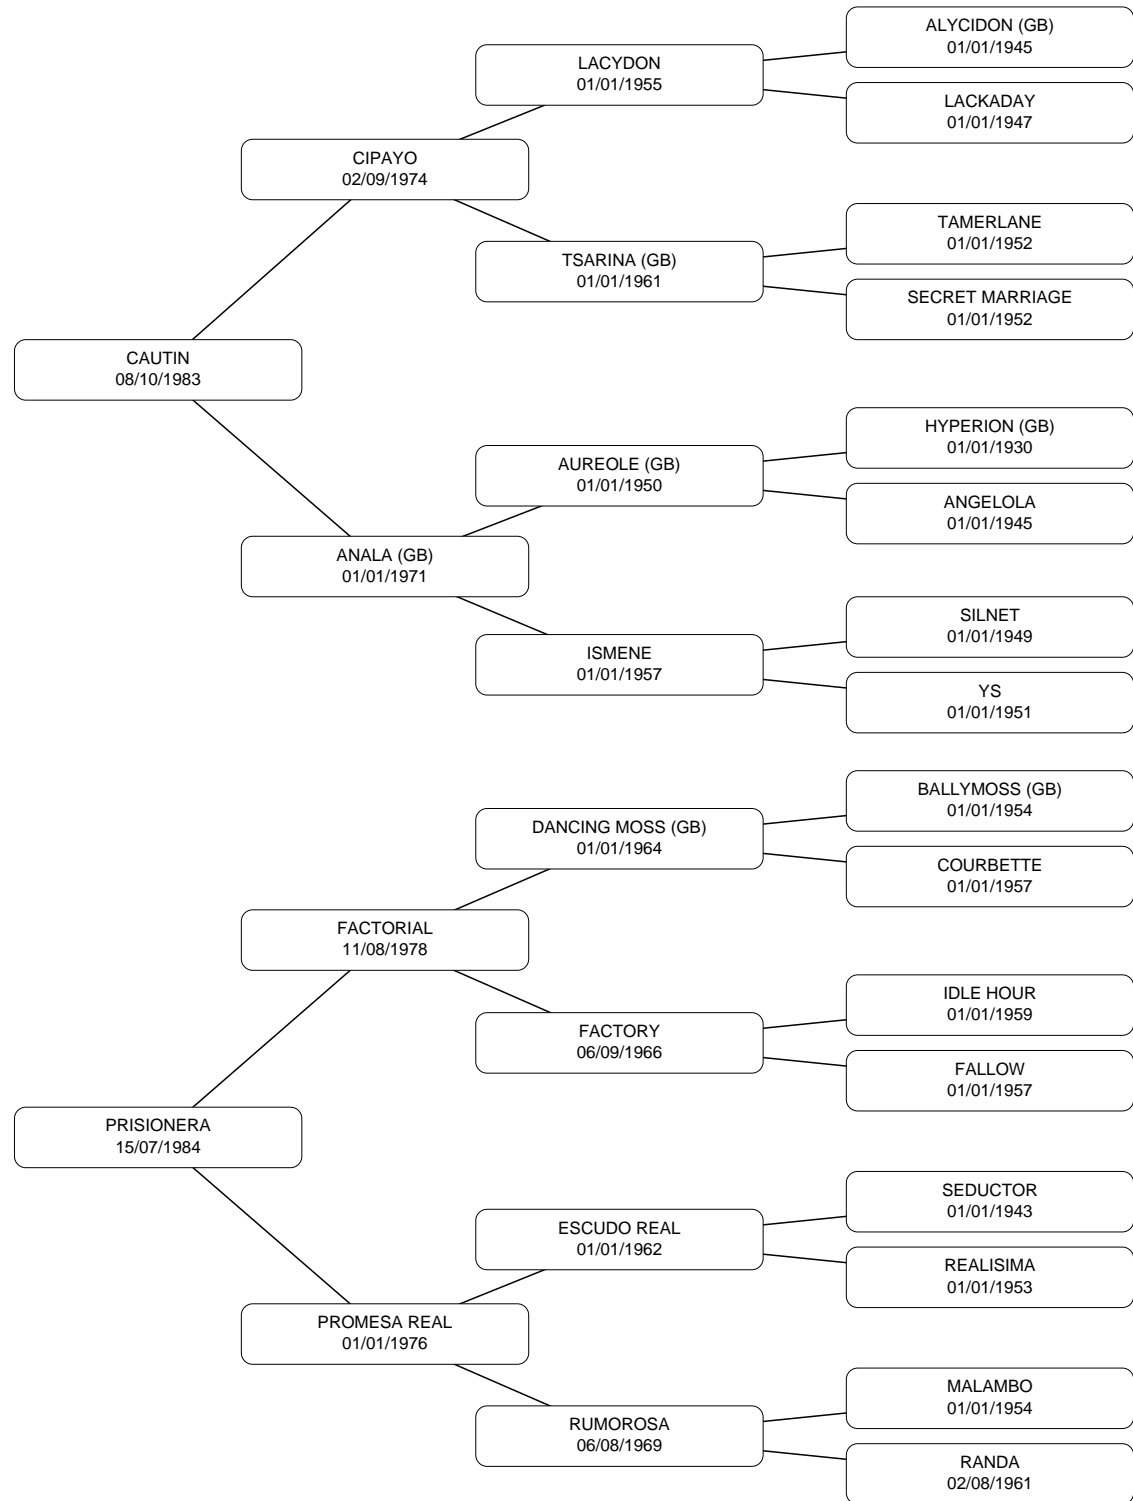 ALYCIDON (GB)
01/01/1945
LACYDON
01/01/1955
LACKADAY
01/01/1947
CIPAYO
02/09/1974
TAMERLANE
01/01/1952
TSARINA (GB)
01/01/1961
SECRET MARRIAGE
01/01/1952
CAUTIN
08/10/1983
HYPERION (GB)
01/01/1930
AUREOLE (GB)
01/01/1950
ANGELOLA
01/01/1945
ANALA (GB)
01/01/1971
SILNET
01/01/1949
ISMENE
01/01/1957
YS
01/01/1951
BALLYMOSS (GB)
01/01/1954
DANCING MOSS (GB)
01/01/1964
COURBETTE
01/01/1957
FACTORIAL
11/08/1978
IDLE HOUR
01/01/1959
FACTORY
06/09/1966
FALLOW
01/01/1957
PRISIONERA
15/07/1984
SEDUCTOR
01/01/1943
ESCUDO REAL
01/01/1962
REALISIMA
01/01/1953
PROMESA REAL
01/01/1976
MALAMBO
01/01/1954
RUMOROSA
06/08/1969
RANDA
02/08/1961